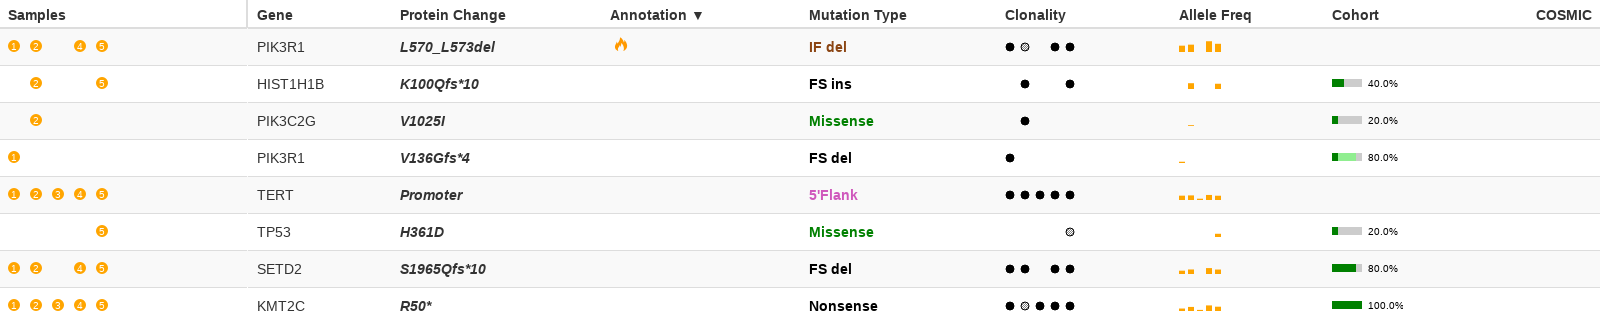 Samples Gene Protein Change Annotation ▼ Mutation Type Clonality Allele Freq Cohort COSMIC
1 2 4 5 PIK3R1 L570_L573del IF del
2 5 HIST1H1B K100Qfs*10 FS ins 40.0%
2 PIK3C2G V1025I Missense 20.0%
1 PIK3R1 V136Gfs*4 FS del 80.0%
1 2 3 4 5 TERT Promoter 5'Flank
5 TP53 H361D Missense 20.0%
1 2 4 5 SETD2 S1965Qfs*10 FS del 80.0%
1 2 3 4 5 KMT2C R50* Nonsense 100.0%